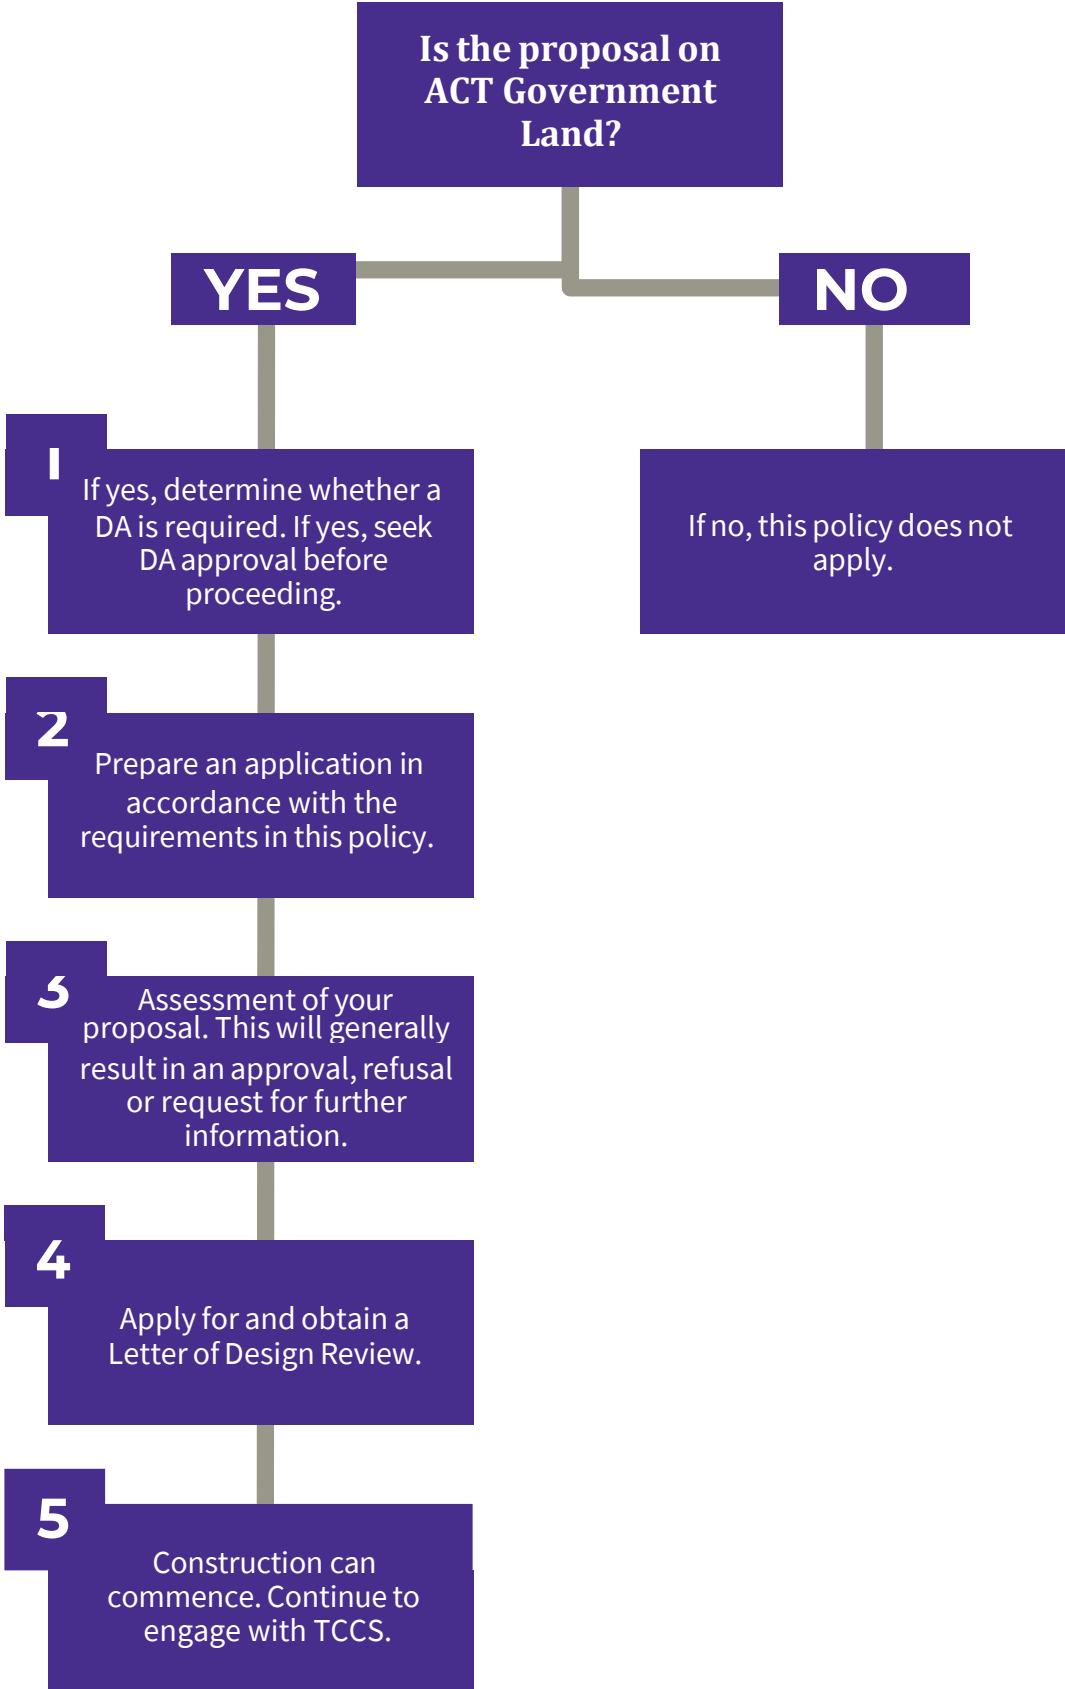 Is the proposal on
ACT Government
Land?
YES
NO
1
If yes, determine whether a
DA is required. If yes, seek
DA approval before
proceeding.
If no, this policy does not
apply.
2
Prepare an application in
accordance with the
requirements in this policy.
3
Assessment of your
proposal. This will generally
result in an approval, refusal
or request for further
information.
4
Apply for and obtain a
Letter of Design Review.
5
Construction can
commence. Continue to
engage with TCCS.